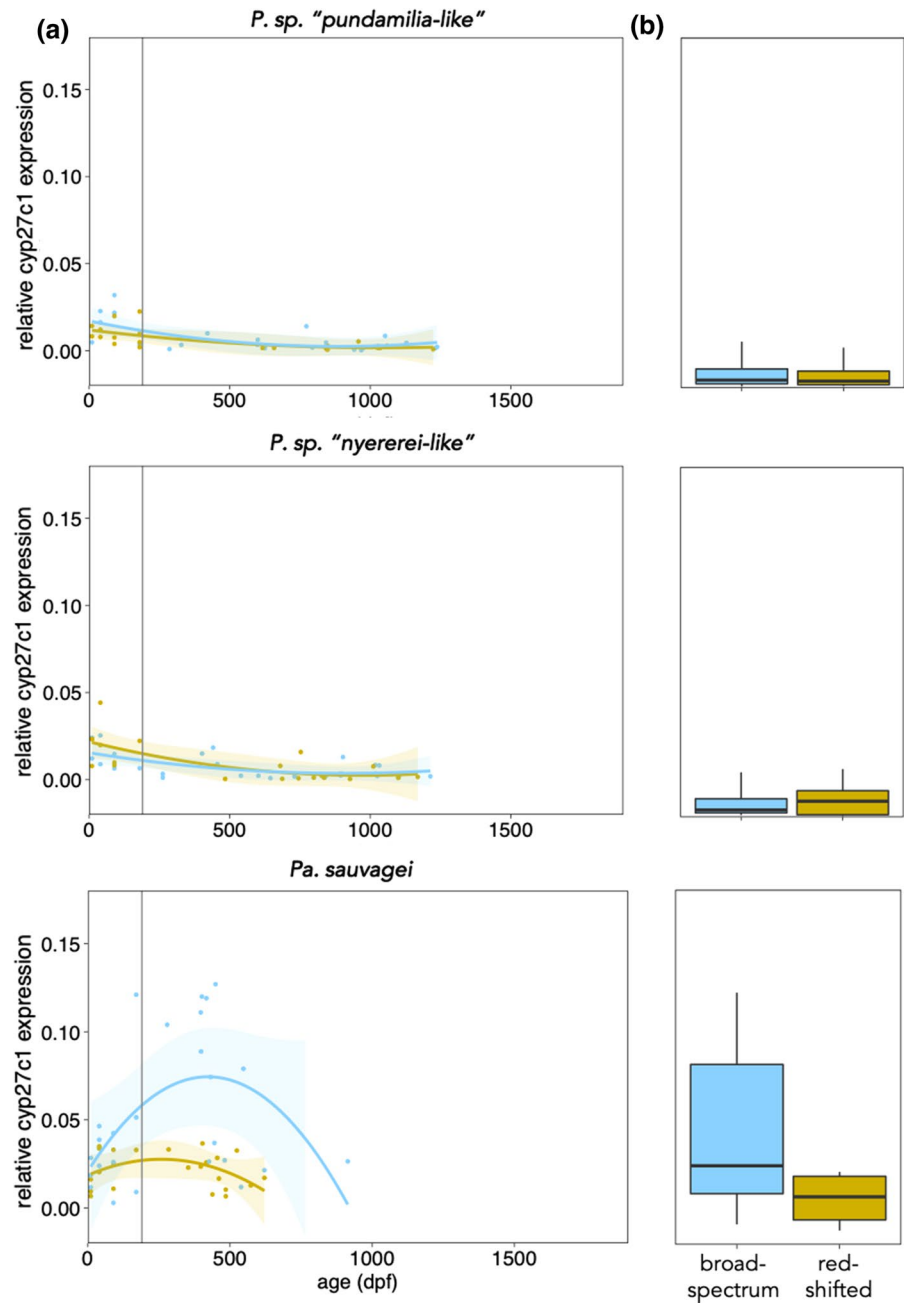 (a)
P. sp. “pundamilia-like”
(b)
relative cyp27c1 expression
0.15
0.10
0.05
0.00
0
500
1000
1500
P. sp. “nyererei-like”
relative cyp27c1 expression
0.15
0.10
0.05
0.00
0
500
1000
1500
Pa. sauvagei
relative cyp27c1 expression
0.15
0.10
0.05
0.00
0
500
1000
1500
age (dpf)
broad-
spectrum
red-
shifted